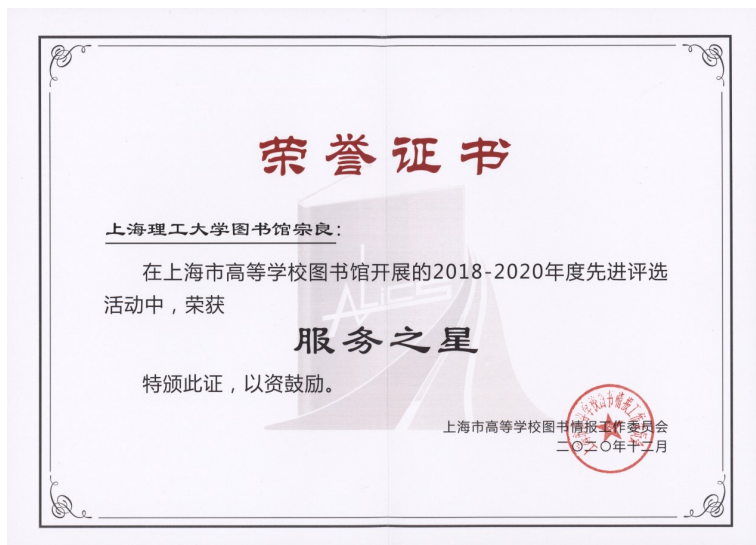 荣誉证书
上海理工大学图书馆宗良：
在上海市高等学校图书馆开展的2018-2020年度先进评选
活动中，荣获
服务之星
特颁此证，以资鼓励。
上海市高等学校图书情报工作委员会
二〇二〇年十二月
ALICS